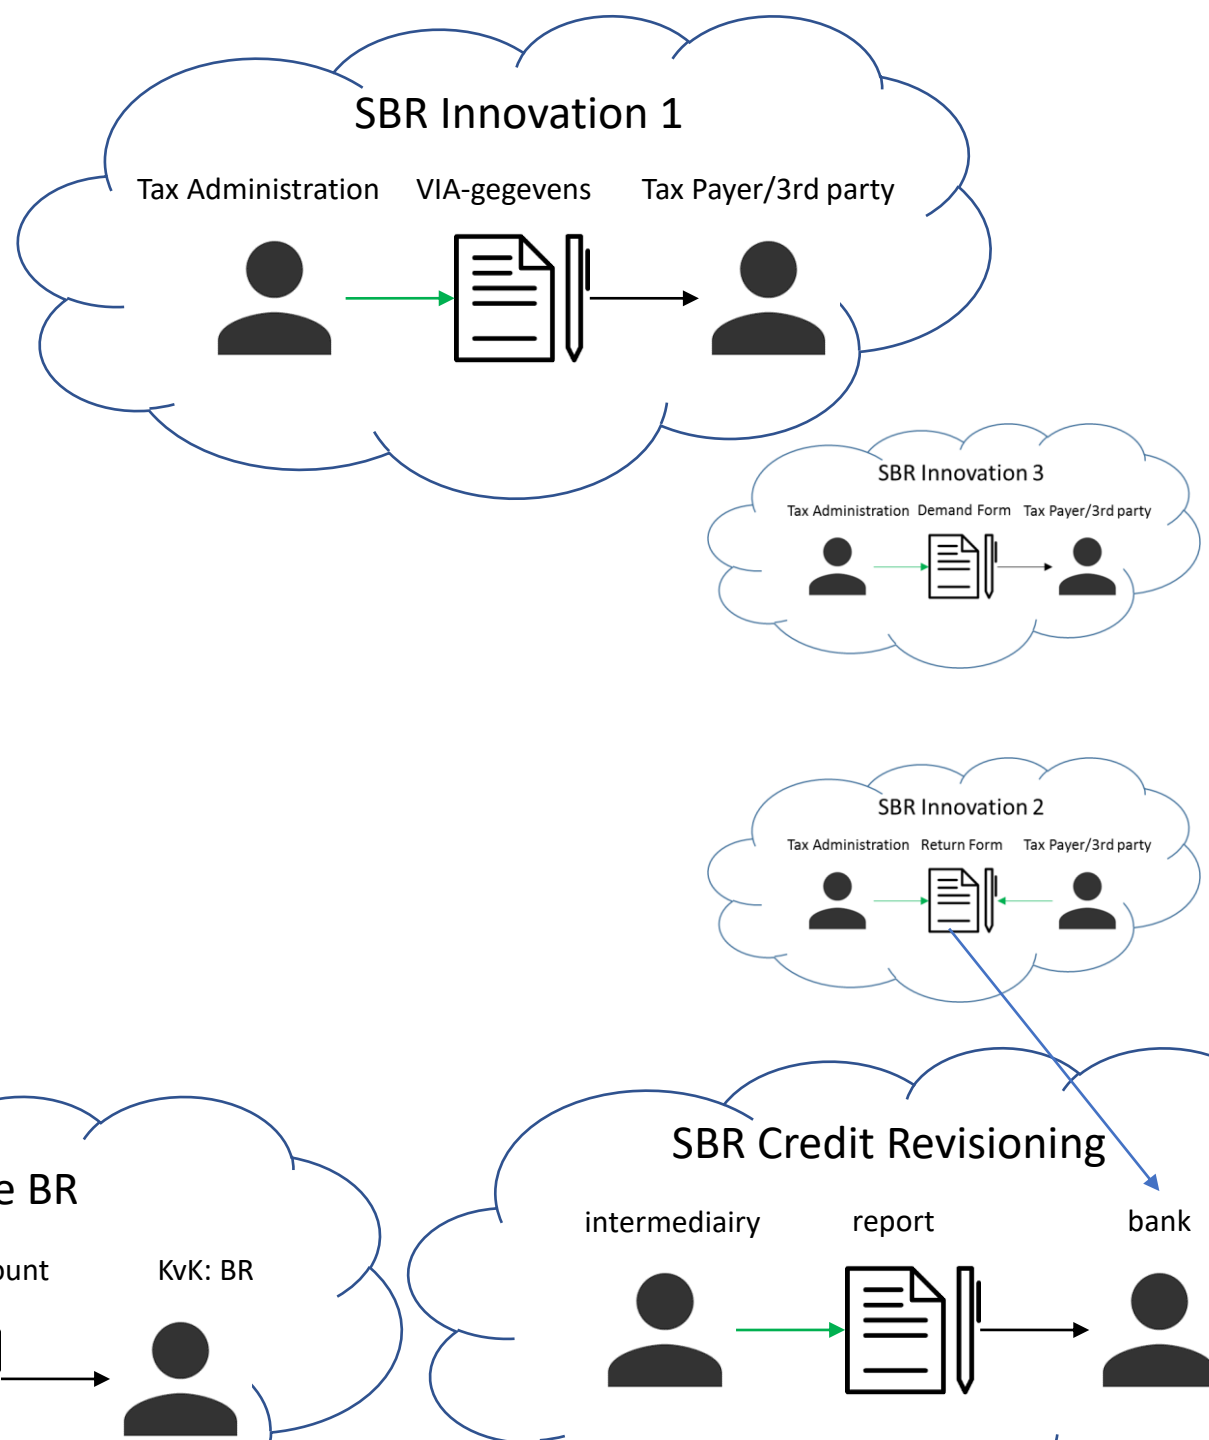 SBR Innovation 1
Tax Administration VIA-gegevens Tax Payer/3rd party
SBR Innovation 3
Tax Administration Demand Form Tax Payer/3rd party
SBR Innovation 2
Tax Administration Return Form Tax Payer/3rd party
e BR
ount KvK: BR
SBR Credit Revisioning
intermediairy report bank